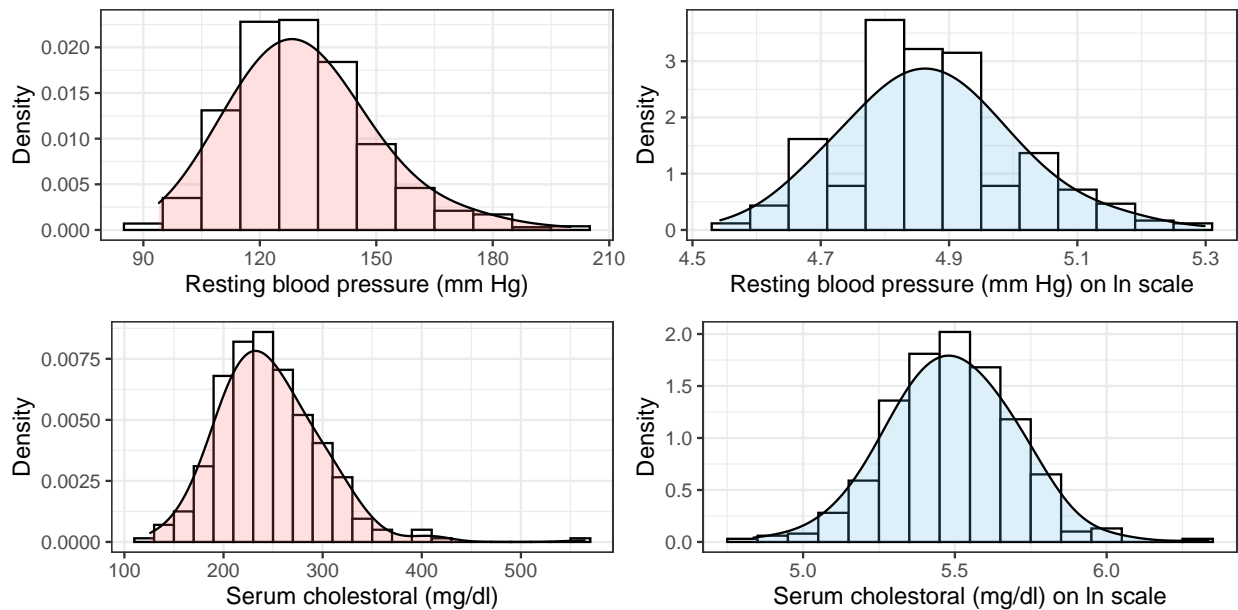 0.020
0.015
0.010
0.005
0.000
Density
90 120 150 180 210
Resting blood pressure (mm Hg)
3
2
1
0
Density
4.5 4.7 4.9 5.1 5.3
Resting blood pressure (mm Hg) on ln scale
0.0075
0.0050
0.0025
0.0000
Density
100 200 300 400 500
Serum cholestoral (mg/dl)
2.0
1.5
1.0
0.5
0.0
Density
5.0 5.5 6.0
Serum cholestoral (mg/dl) on ln scale